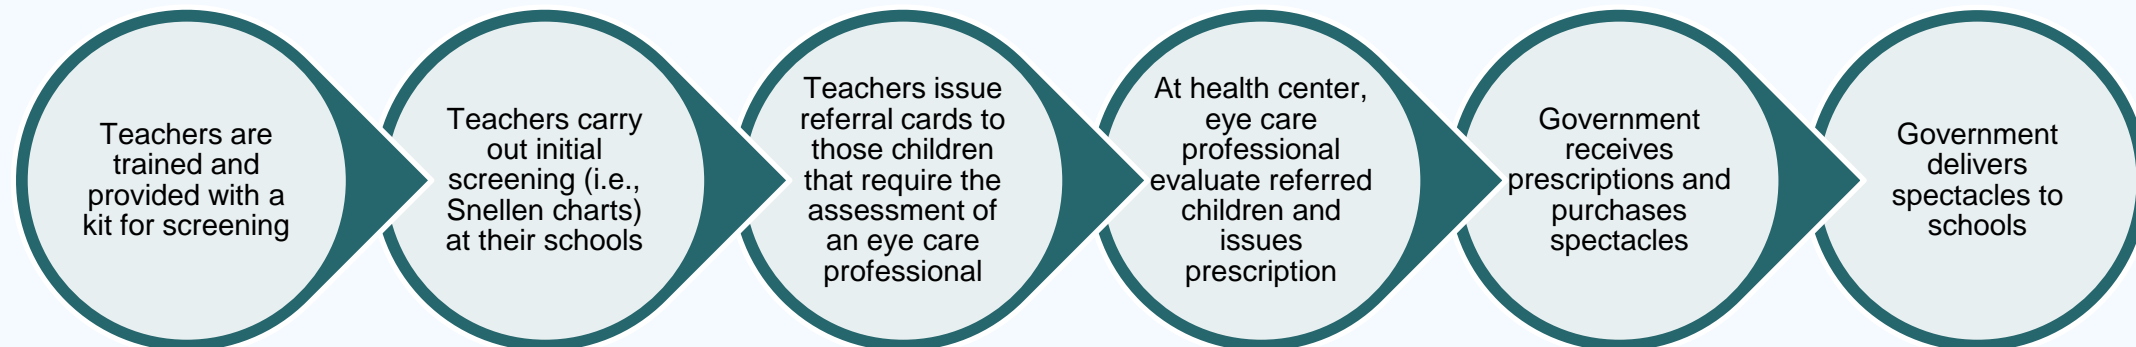 Teachers are
trained and
provided with a
kit for screening
Teachers carry
out initial
screening (i.e.,
Snellen charts)
at their schools
Teachers issue
referral cards to
those children
that require the
assessment of
an eye care
professional
At health center,
eye care
professional
evaluate referred
children and
issues
prescription
Government
receives
prescriptions and
purchases
spectacles
Government
delivers
spectacles to
schools